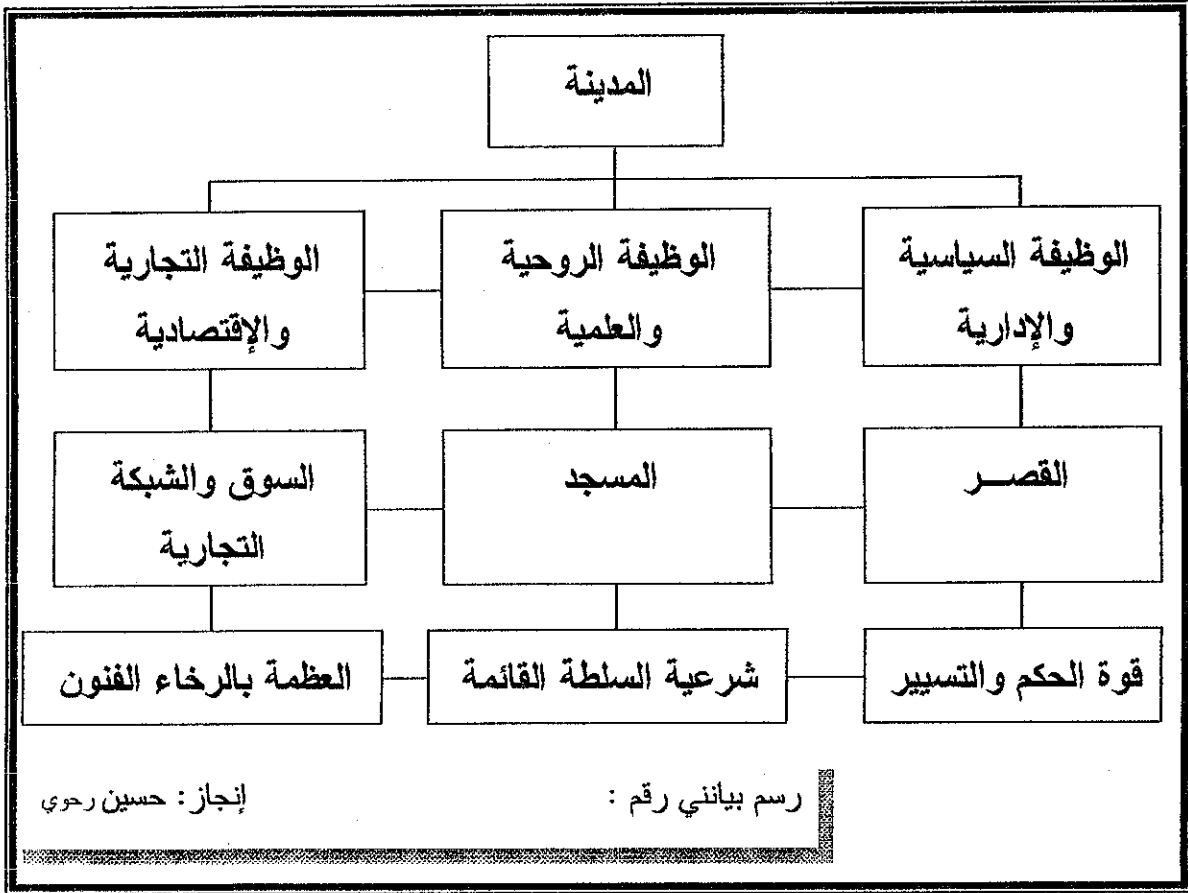 المدينة
الوظيفة السياسية
والإدارية
الوظيفة الروحية
والعلمية
الوظيفة التجارية
والإقتصادية
القصــر
المسجد
السوق والشبكة
التجارية
قوة الحكم والتسيير
شرعية السلطة القائمة
العظمة بالرخاء الفنون
رسم بيانني رقم :
إنجاز: حسين رحوي